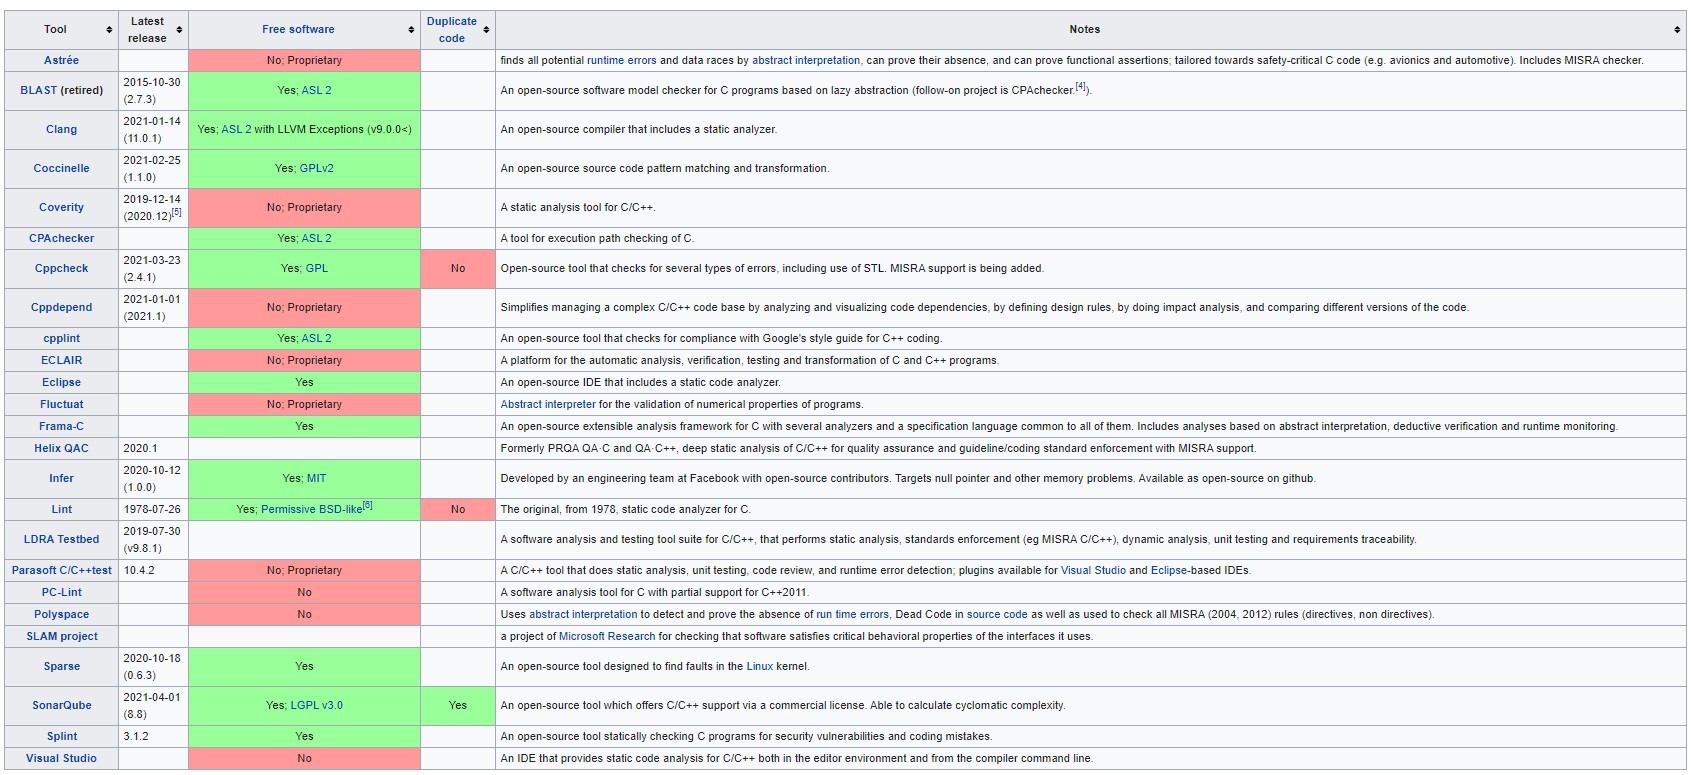 Tool Latest release Free software Duplicate code Notes
Astrée No; Proprietary finds all potential runtime errors and data races by abstract interpretation, can prove their absence, and can prove functional assertions; tailored towards safety-critical C code (e.g. avionics and automotive). Includes MISRA checker.
BLAST (retired) 2015-10-30 (2.7.3) Yes; ASL 2 An open-source software model checker for C programs based on lazy abstraction (follow-on project is CPAchecker.[4]).
Clang 2021-01-14 (11.0.1) Yes; ASL 2 with LLVM Exceptions (v9.0.0<) An open-source compiler that includes a static analyzer.
Coccinelle 2021-02-25 (1.1.0) Yes; GPLv2 An open-source source code pattern matching and transformation.
Coverity 2019-12-14 (2020.12)[5] No; Proprietary A static analysis tool for C/C++.
CPAchecker Yes; ASL 2 A tool for execution path checking of C.
Cppcheck 2021-03-23 (2.4.1) Yes; GPL No Open-source tool that checks for several types of errors, including use of STL. MISRA support is being added.
Cppdepend 2021-01-01 (2021.1) No; Proprietary Simplifies managing a complex C/C++ code base by analyzing and visualizing code dependencies, by defining design rules, by doing impact analysis, and comparing different versions of the code.
cpplint Yes; ASL 2 An open-source tool that checks for compliance with Google's style guide for C++ coding.
ECLAIR No; Proprietary A platform for the automatic analysis, verification, testing and transformation of C and C++ programs.
Eclipse Yes An open-source IDE that includes a static code analyzer.
Fluctuat No; Proprietary Abstract interpreter for the validation of numerical properties of programs.
Frama-C Yes An open-source extensible analysis framework for C with several analyzers and a specification language common to all of them. Includes analyses based on abstract interpretation, deductive verification and runtime monitoring.
Helix QAC 2020.1 Formerly PRQA QA·C and QA·C++, deep static analysis of C/C++ for quality assurance and guideline/coding standard enforcement with MISRA support.
Infer 2020-10-12 (1.0.0) Yes; MIT Developed by an engineering team at Facebook with open-source contributors. Targets null pointer and other memory problems. Available as open-source on github.
Lint 1978-07-26 Yes; Permissive BSD-like[6] No The original, from 1978, static code analyzer for C.
LDRA Testbed 2019-07-30 (v9.8.1) A software analysis and testing tool suite for C/C++, that performs static analysis, standards enforcement (eg MISRA C/C++), dynamic analysis, unit testing and requirements traceability.
Parasoft C/C++test 10.4.2 No; Proprietary A C/C++ tool that does static analysis, unit testing, code review, and runtime error detection; plugins available for Visual Studio and Eclipse-based IDEs.
PC-Lint No A software analysis tool for C with partial support for C++2011.
Polyspace No Uses abstract interpretation to detect and prove the absence of run time errors, Dead Code in source code as well as used to check all MISRA (2004, 2012) rules (directives, non directives).
SLAM project a project of Microsoft Research for checking that software satisfies critical behavioral properties of the interfaces it uses.
Sparse 2020-10-18 (0.6.3) Yes An open-source tool designed to find faults in the Linux kernel.
SonarQube 2021-04-01 (8.8) Yes; LGPL v3.0 Yes An open-source tool which offers C/C++ support via a commercial license. Able to calculate cyclomatic complexity.
Splint 3.1.2 Yes An open-source tool statically checking C programs for security vulnerabilities and coding mistakes.
Visual Studio No An IDE that provides static code analysis for C/C++ both in the editor environment and from the compiler command line.